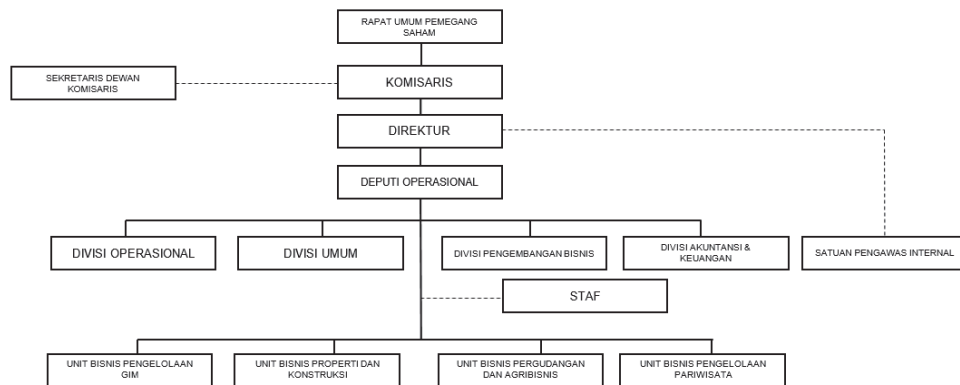 RAPAT UMUM PEMEGANG
SAHAM
SEKRETARIS DEWAN
KOMISARIS
KOMISARIS
DIREKTUR
DEPUTI OPERASIONAL
DIVISI OPERASIONAL
DIVISI UMUM
DIVISI PENGEMBANGAN BISNIS
DIVISI AKUNTANSI &
KEUANGAN
SATUAN PENGAWAS INTERNAL
STAF
UNIT BISNIS PENGELOLAAN
GIM
UNIT BISNIS PROPERTI DAN
KONSTRUKSI
UNIT BISNIS PERGUDANGAN
DAN AGRIBISNIS
UNIT BISNIS PENGELOLAAN
PARIWISATA